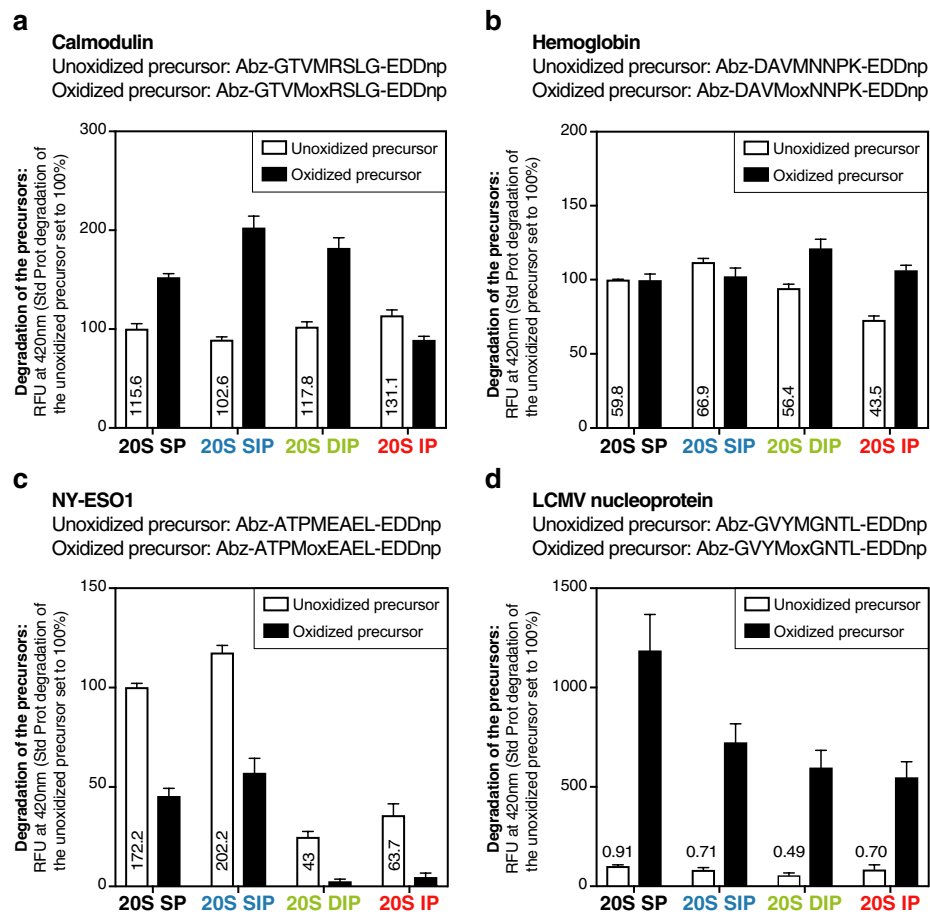 a
Calmodulin
Unoxidized precursor: Abz-GTVMRSLG-EDDnp
Oxidized precursor: Abz-GTVMoxRSLG-EDDnp
Degradation of the precursors:
RFU at 420nm (Std Prot degradation of
the unoxidized precursor set to 100%)
300
200
100
0
Unoxidized precursor
Oxidized precursor
115.6
102.6
117.8
131.1
20S SP
20S SIP
20S DIP
20S IP
b
Hemoglobin
Unoxidized precursor: Abz-DAVMNNPK-EDDnp
Oxidized precursor: Abz-DAVMoxNNPK-EDDnp
Degradation of the precursors:
RFU at 420nm (Std Prot degradation of
the unoxidized precursor set to 100%)
200
150
100
50
0
Unoxidized precursor
Oxidized precursor
59.8
66.9
56.4
43.5
20S SP
20S SIP
20S DIP
20S IP
c
NY-ESO1
Unoxidized precursor: Abz-ATPMEAEL-EDDnp
Oxidized precursor: Abz-ATPMoxEAEL-EDDnp
Degradation of the precursors:
RFU at 420nm (Std Prot degradation of
the unoxidized precursor set to 100%)
150
100
50
0
Unoxidized precursor
Oxidized precursor
172.2
202.2
43
63.7
20S SP
20S SIP
20S DIP
20S IP
d
LCMV nucleoprotein
Unoxidized precursor: Abz-GVYMGNTL-EDDnp
Oxidized precursor: Abz-GVYMoxGNTL-EDDnp
Degradation of the precursors:
RFU at 420nm (Std Prot degradation of
the unoxidized precursor set to 100%)
1500
1000
500
0
Unoxidized precursor
Oxidized precursor
0.91
0.71
0.49
0.70
20S SP
20S SIP
20S DIP
20S IP